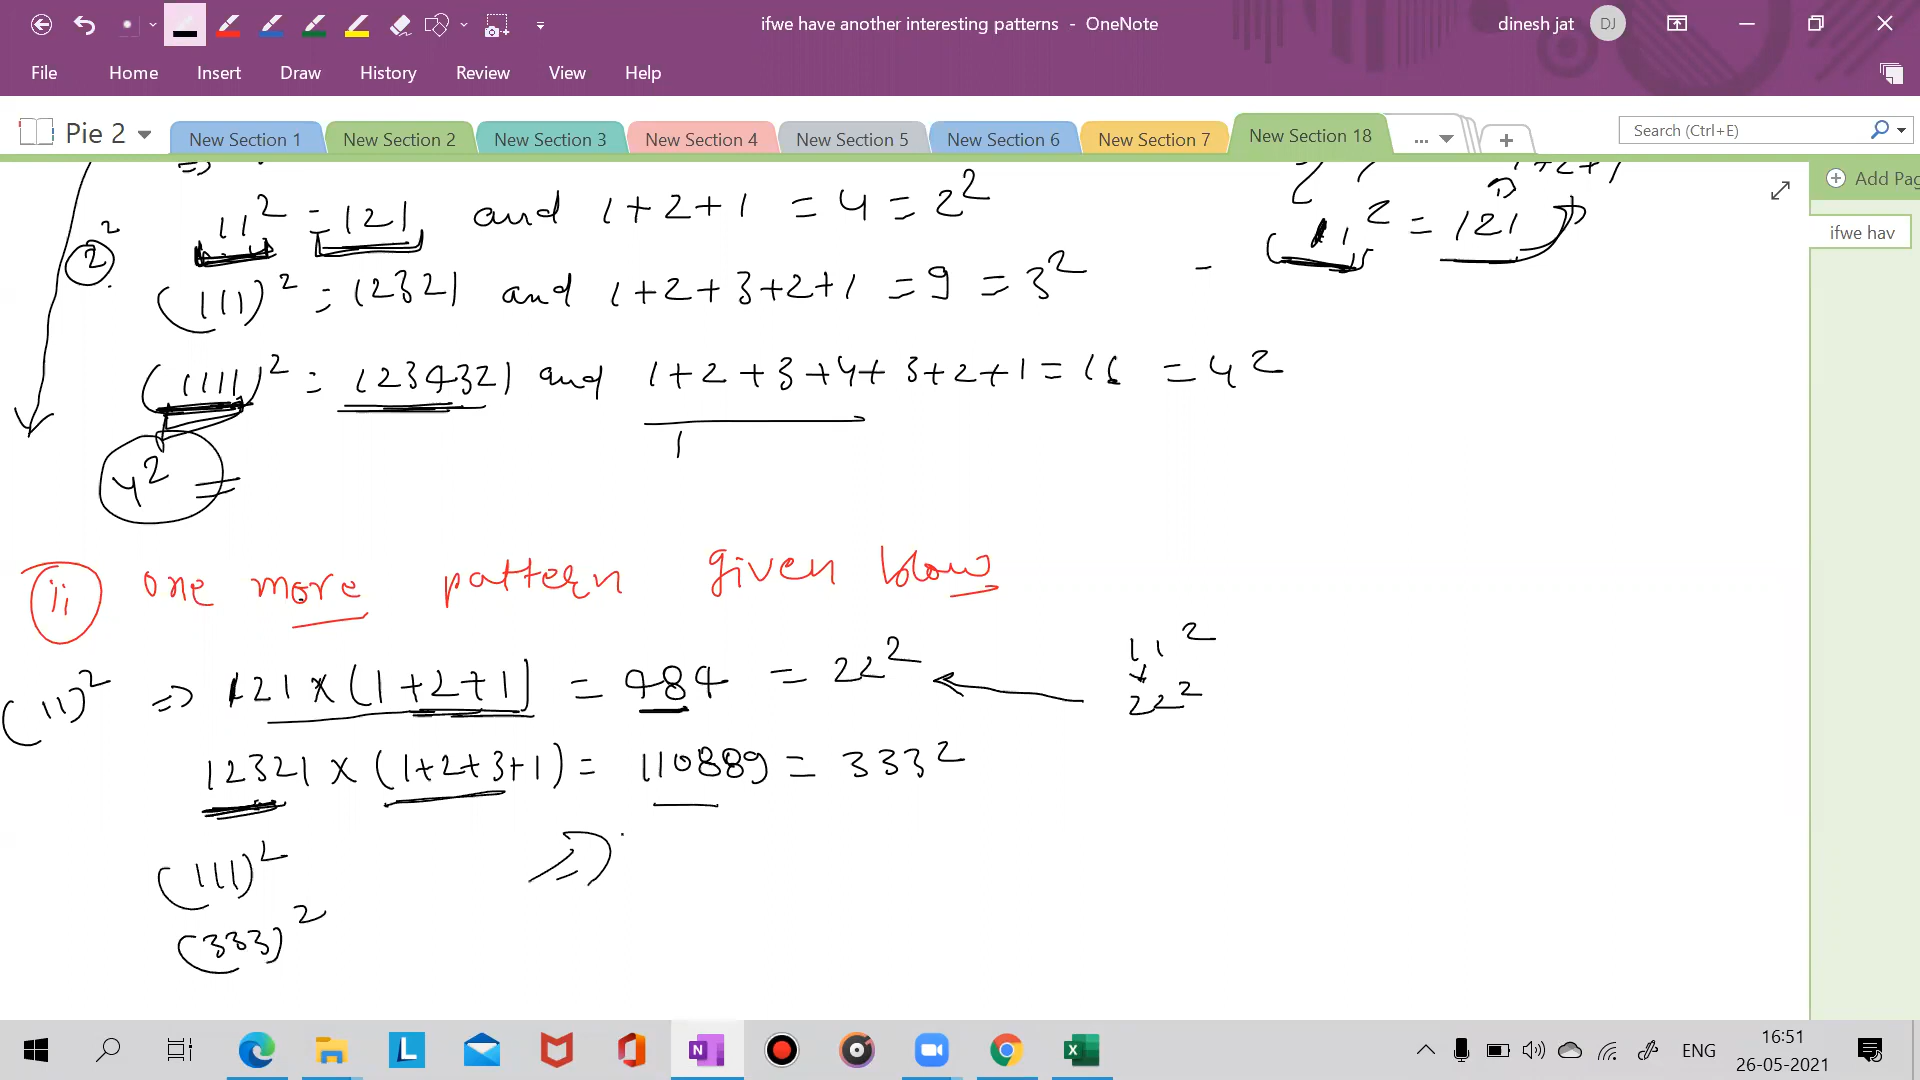 ifwe have another interesting patterns - OneNote
dinesh jat DJ
File Home Insert Draw History Review View Help
Pie 2 New Section 1 New Section 2 New Section 3 New Section 4 New Section 5 New Section 6 New Section 7 New Section 18 ... +
Search (Ctrl+E)
Add Pag
ifwe hav
1+2+1
2² 11² = 121 and 1+2+1 = 4 = 2²
11² = 121
(111)² = 12321 and 1+2+3+2+1 = 9 = 3²
(1111)² = 1234321 and 1+2+3+4+3+2+1 = 16 = 4²
4² =
ii one more pattern given blow
(11)² => 121 x (1+2+1) = 484 = 22²
11²
22²
12321 x (1+2+3+1) = 110889 = 333²
(111)²
(333)²
L
N
X
ENG
16:51
26-05-2021